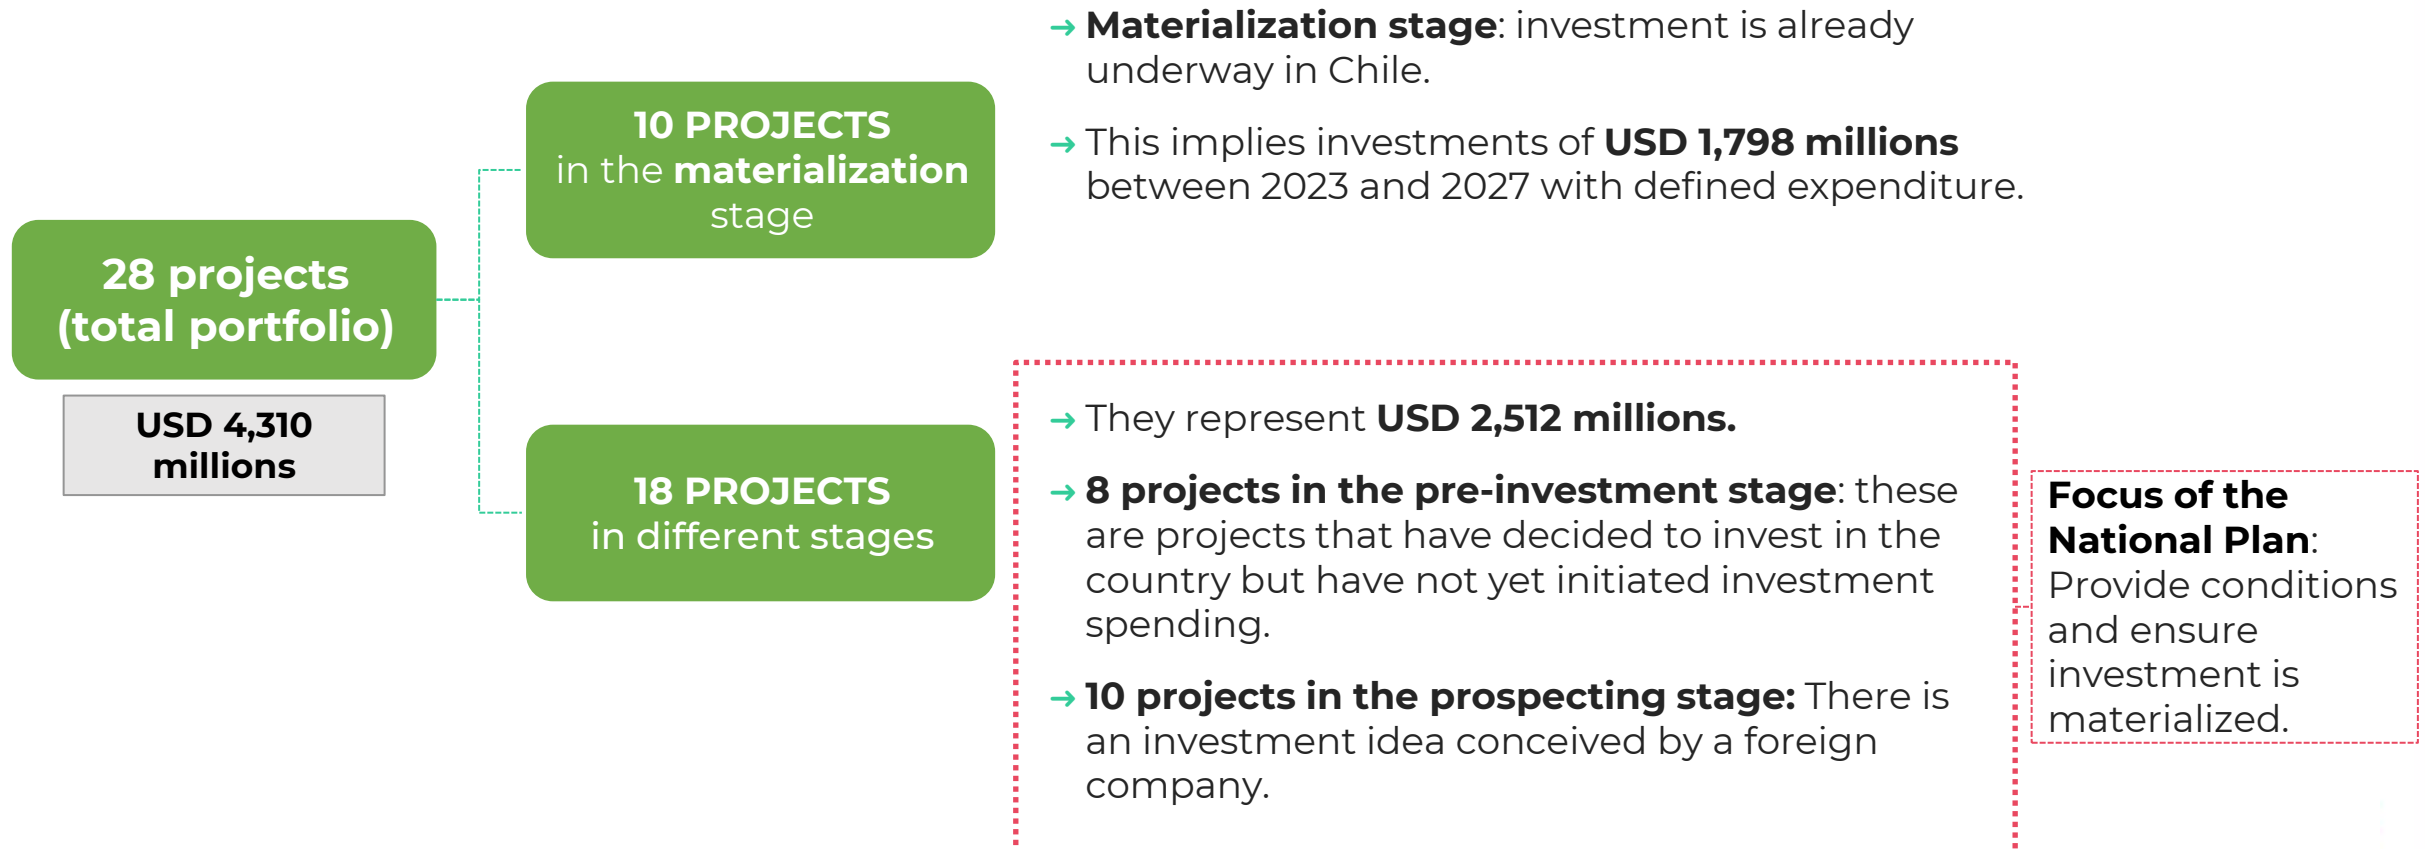 28 projects
(total portfolio)
USD 4,310
millions
10 PROJECTS
in the materialization
stage
→ Materialization stage: investment is already
underway in Chile.
→ This implies investments of USD 1,798 millions
between 2023 and 2027 with defined expenditure.
18 PROJECTS
in different stages
→ They represent USD 2,512 millions.
→ 8 projects in the pre-investment stage: these
are projects that have decided to invest in the
country but have not yet initiated investment
spending.
→ 10 projects in the prospecting stage: There is
an investment idea conceived by a foreign
company.
Focus of the
National Plan:
Provide conditions
and ensure
investment is
materialized.